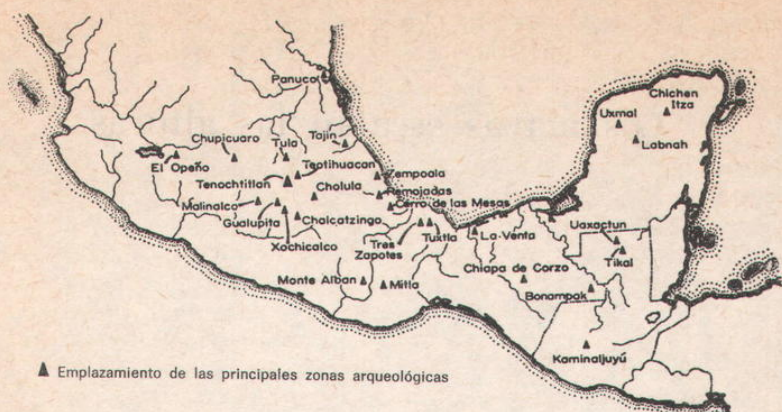 Panuco
Chichen
Itza
Uxmal
Labnah
Chupicuaro
Tula
Tajin
El Opeño
Teotihuacan
Zempoala
Tenochtitlan
Cholula
Remojadas
Cerro de las Mesas
Malinalco
Chalcatzingo
Gualupita
Xochicalco
Tres
Zapotes
Tuxtla
La Venta
Uaxactun
Tikal
Chiapa de Corzo
Bonampak
Monte Alban
Mitla
Kaminaljuyú
▲ Emplazamiento de las principales zonas arqueológicas